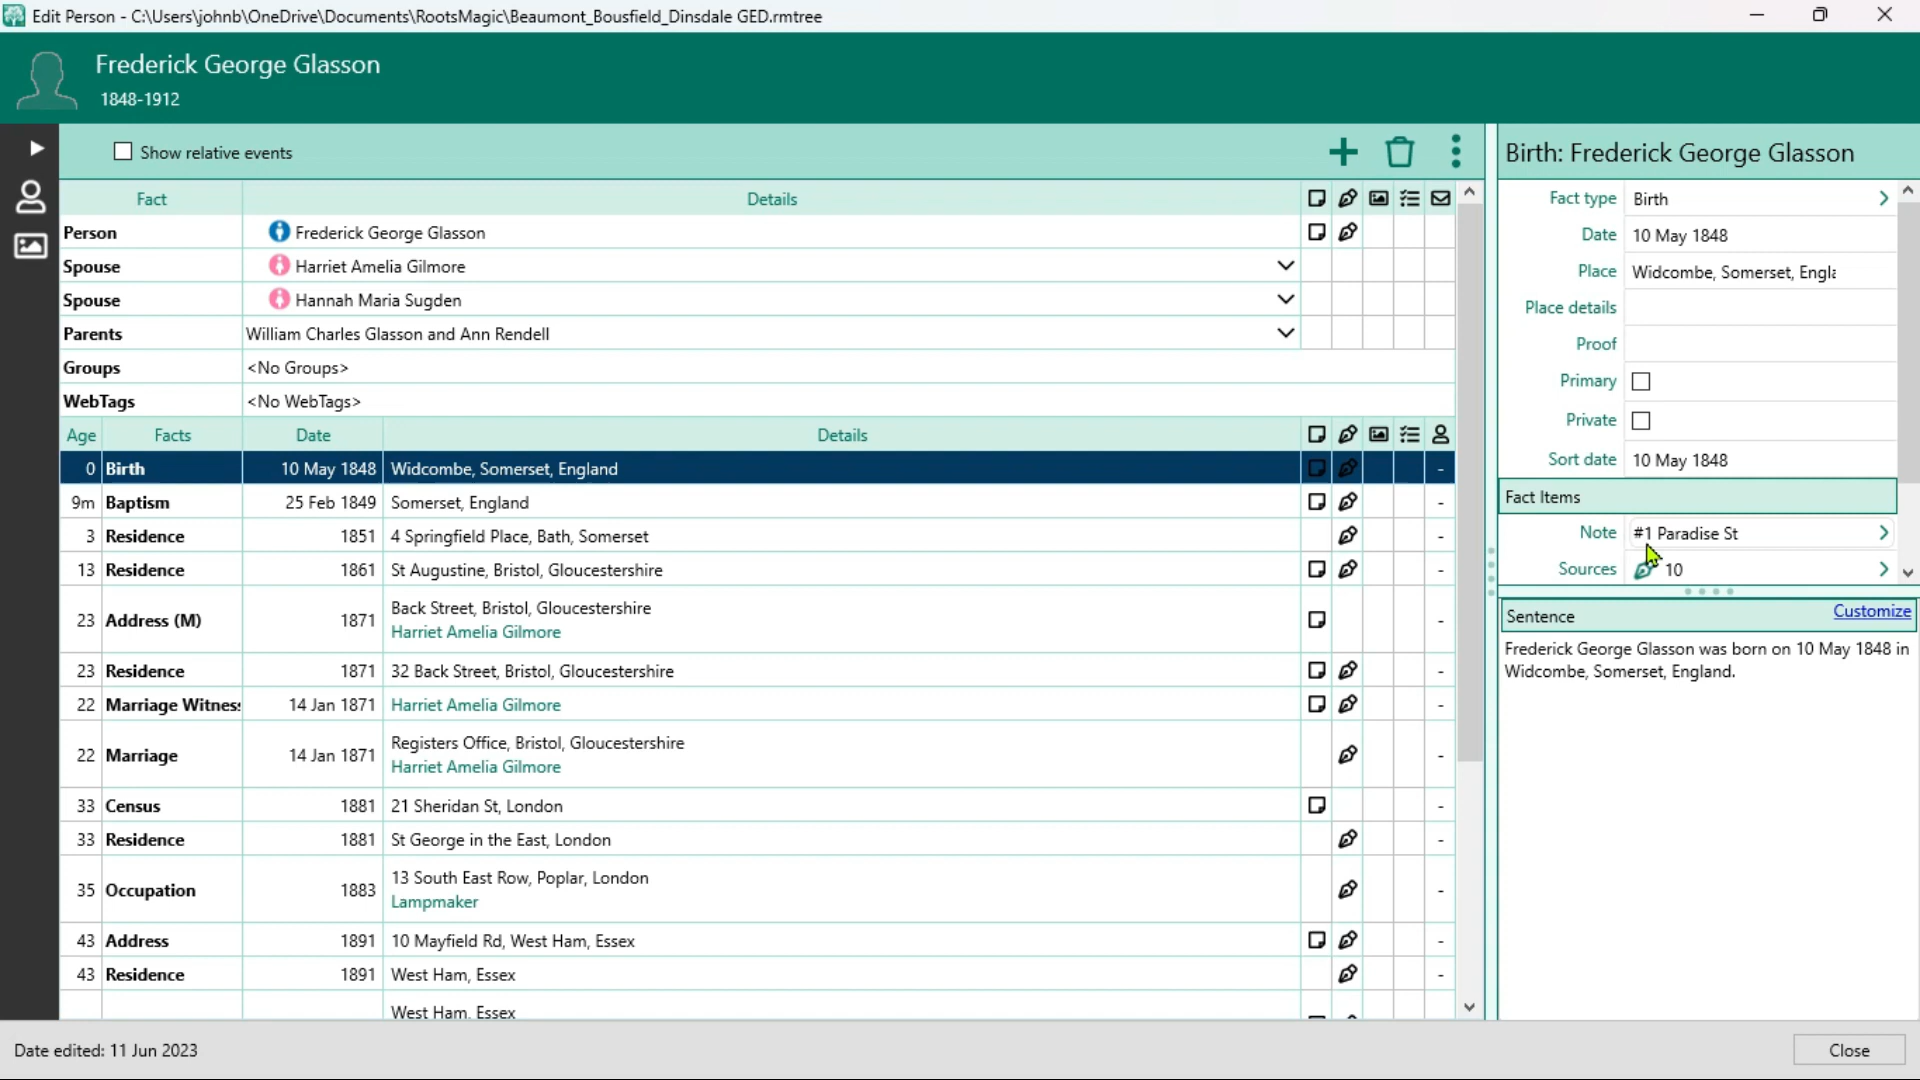 Edit Person - C:\Users\johnb\OneDrive\Documents\RootsMagic\Beaumont_Bousfield_Dinsdale GED.rmtree
Frederick George Glasson
1848-1912
Show relative events
Fact Details
Person Frederick George Glasson
Spouse Harriet Amelia Gilmore
Spouse Hannah Maria Sugden
Parents William Charles Glasson and Ann Rendell
Groups <No Groups>
WebTags <No WebTags>
Age Facts Date Details
0 Birth 10 May 1848 Widcombe, Somerset, England -
9m Baptism 25 Feb 1849 Somerset, England -
3 Residence 1851 4 Springfield Place, Bath, Somerset -
13 Residence 1861 St Augustine, Bristol, Gloucestershire -
23 Address (M) 1871 Back Street, Bristol, Gloucestershire -
Harriet Amelia Gilmore
23 Residence 1871 32 Back Street, Bristol, Gloucestershire -
22 Marriage Witness 14 Jan 1871 Harriet Amelia Gilmore -
22 Marriage 14 Jan 1871 Registers Office, Bristol, Gloucestershire -
Harriet Amelia Gilmore
33 Census 1881 21 Sheridan St, London -
33 Residence 1881 St George in the East, London -
35 Occupation 1883 13 South East Row, Poplar, London -
Lampmaker
43 Address 1891 10 Mayfield Rd, West Ham, Essex -
43 Residence 1891 West Ham, Essex -
West Ham, Essex
Birth: Frederick George Glasson
Fact type Birth
Date 10 May 1848
Place Widcombe, Somerset, Engla
Place details
Proof
Primary
Private
Sort date 10 May 1848
Fact Items
Note #1 Paradise St
Sources 10
Sentence Customize
Frederick George Glasson was born on 10 May 1848 in
Widcombe, Somerset, England.
Date edited: 11 Jun 2023
Close